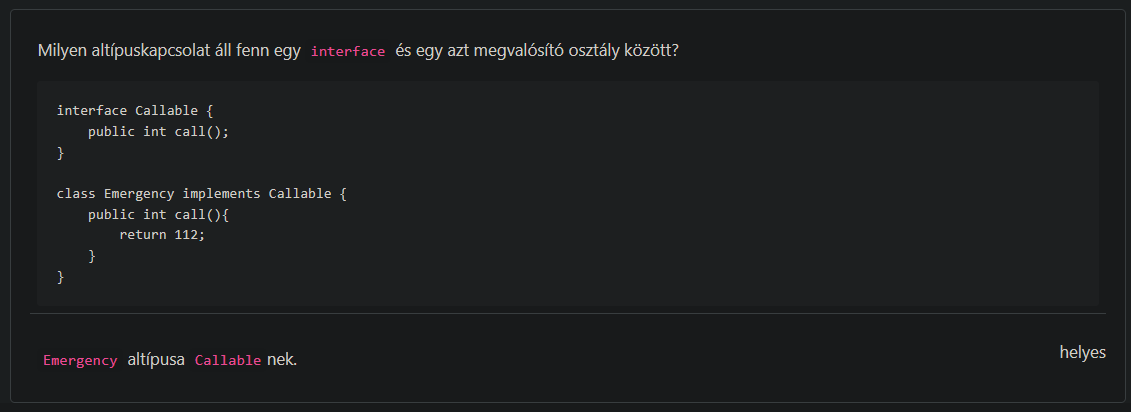 Milyen altípuskapcsolat áll fenn egy interface és egy azt megvalósító osztály között?
interface Callable {
    public int call();
}
class Emergency implements Callable {
    public int call(){
        return 112;
    }
}
Emergency altípusa Callable nek.
helyes